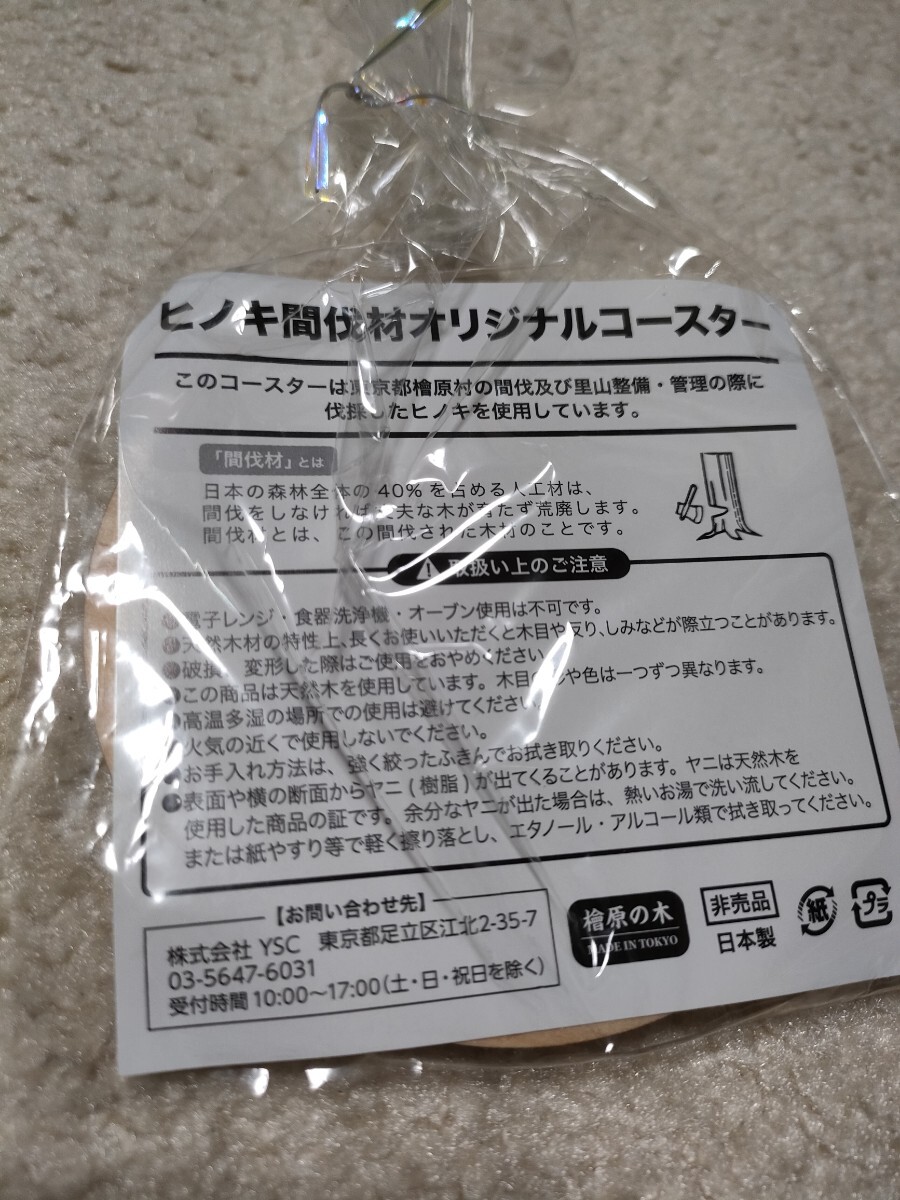 ヒノキ間伐材オリジナルコースター
このコースターは東京都檜原村の間伐及び里山整備・管理の際に
伐採したヒノキを使用しています。
「間伐材」とは
日本の森林全体の40%を占める人工材は、
間伐をしなければ丈夫な木が育たず荒廃します。
間伐材とは、この間伐された木材のことです。
取扱い上のご注意
●電子レンジ・食器洗浄機・オーブン使用は不可です。
●天然木材の特性上、長くお使いいただくと木目や反り、しみなどが際立つことがあります。
●破損、変形した際はご使用をおやめください。
●この商品は天然木を使用しています。木目や色は一つずつ異なります。
●高温多湿の場所での使用は避けてください。
●火気の近くで使用しないでください。
●お手入れ方法は、強く絞ったふきんでお拭き取りください。
●表面や横の断面からヤニ(樹脂)が出てくることがあります。ヤニは天然木を
使用した商品の証です。余分なヤニが出た場合は、熱いお湯で洗い流してください。
または紙やすり等で軽く擦り落とし、エタノール・アルコール類で拭き取ってください。
【お問い合わせ先】
株式会社 YSC 東京都足立区江北2-35-7
03-5647-6031
受付時間 10:00〜17:00(土・日・祝日を除く)
檜原の木
MADE IN TOKYO
非売品
日本製
紙
プラ